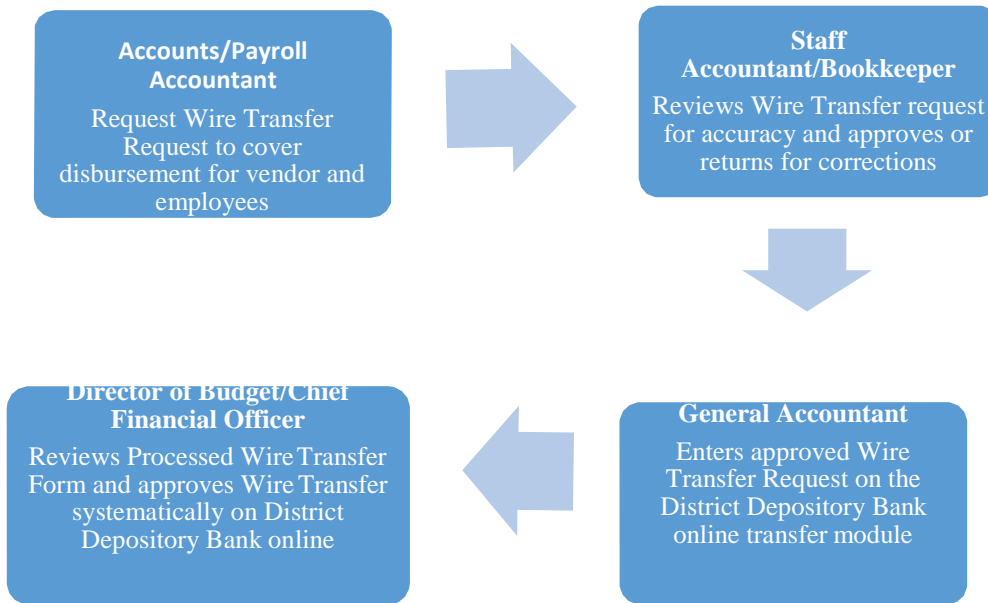 Accounts/Payroll
Accountant
Request Wire Transfer
Request to cover
disbursement for vendor and
employees
Staff
Accountant/Bookkeeper
Reviews Wire Transfer request
for accuracy and approves or
returns for corrections
Director of Budget/Chief
Financial Officer
Reviews Processed Wire Transfer
Form and approves Wire Transfer
systematically on District
Depository Bank online
General Accountant
Enters approved Wire
Transfer Request on the
District Depository Bank
online transfer module